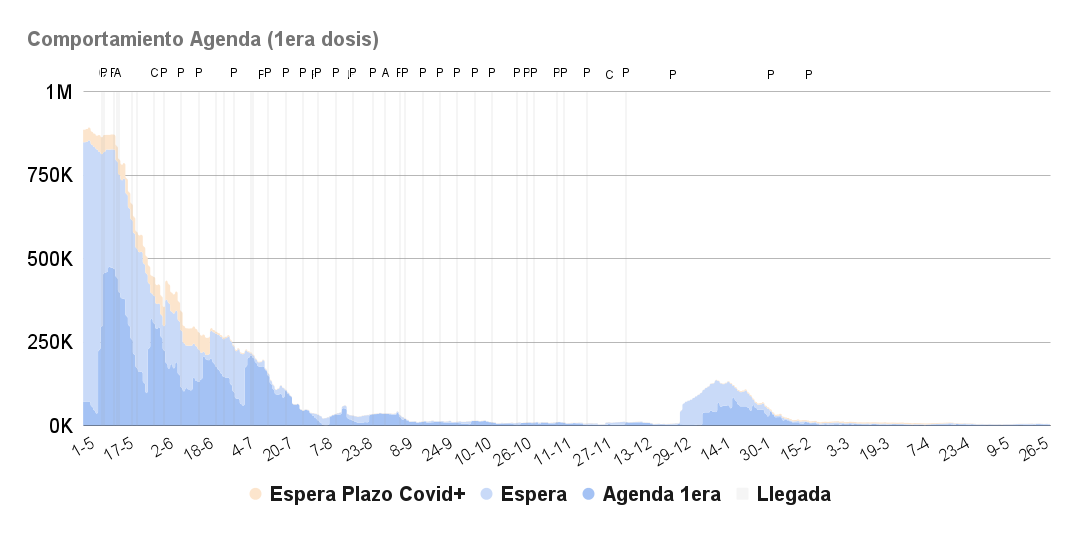 Comportamiento Agenda (1era dosis)
P A C P P P P P P P P P P P A P P P P P P P P P P P P P C P P P P
1M
750K
500K
250K
0K
1-5 17-5 2-6 18-6 4-7 20-7 7-8 23-8 8-9 24-9 10-10 26-10 11-11 27-11 13-12 29-12 14-1 30-1 15-2 3-3 19-3 7-4 23-4 9-5 26-5
Espera Plazo Covid+ Espera Agenda 1era Llegada